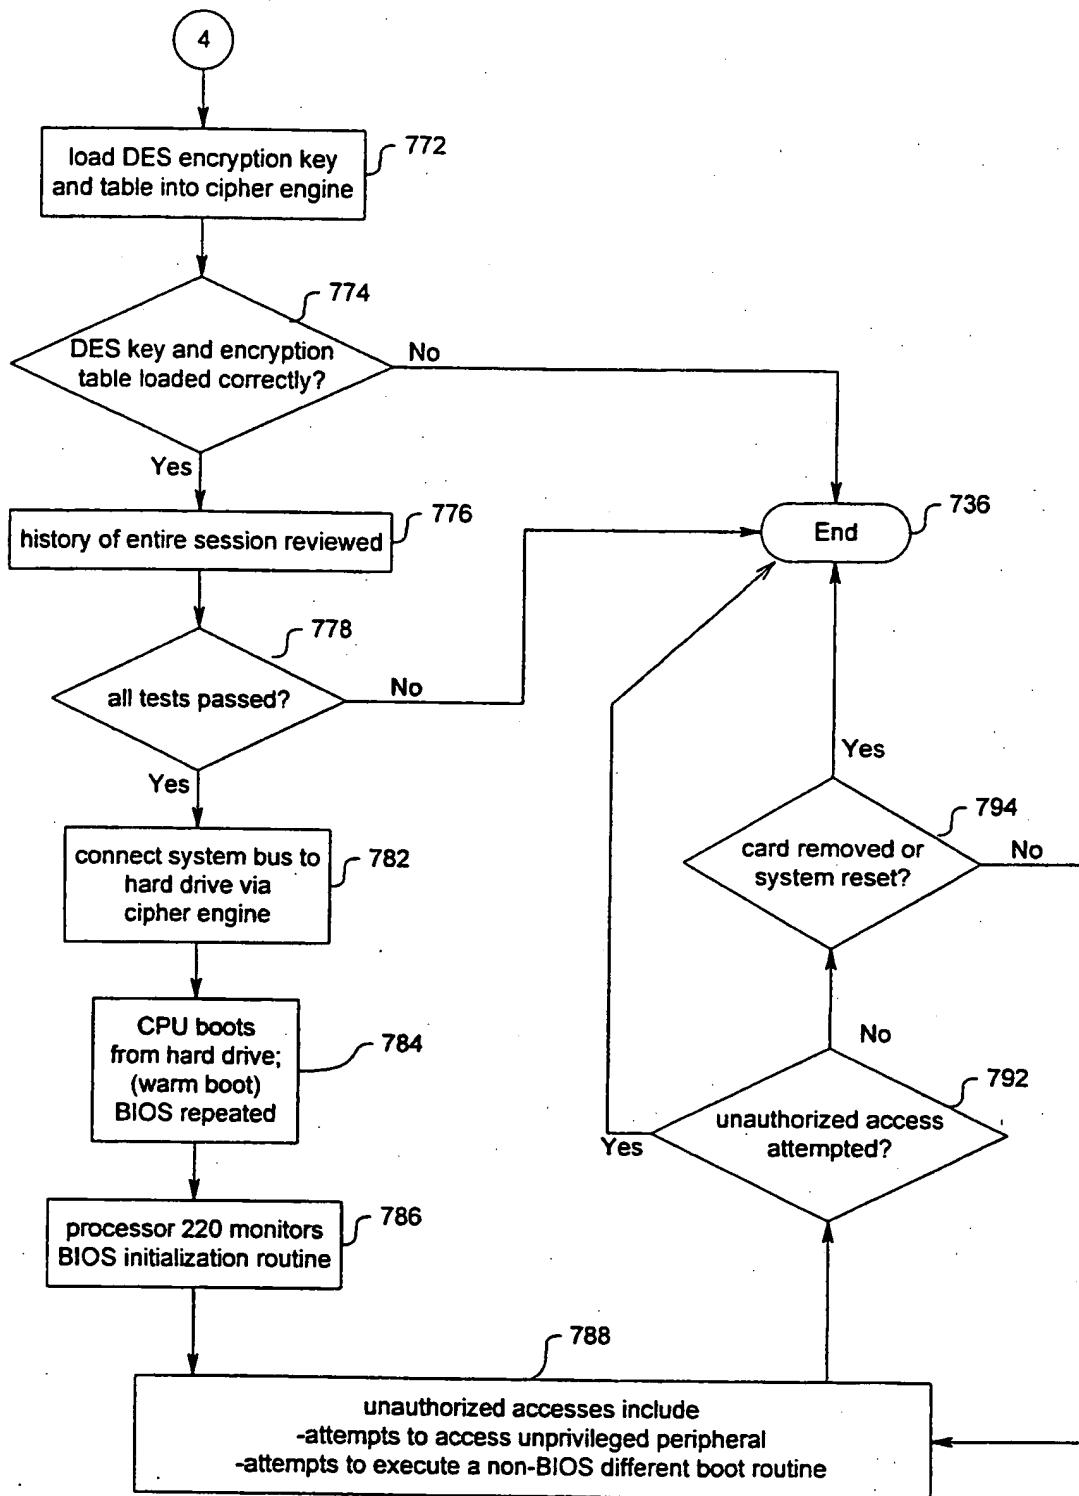 4
load DES encryption key
and table into cipher engine
772
774
DES key and encryption
table loaded correctly?
No
Yes
history of entire session reviewed
776
End
736
778
all tests passed?
No
Yes
connect system bus to
hard drive via
cipher engine
782
Yes
794
card removed or
system reset?
No
CPU boots
from hard drive;
(warm boot)
BIOS repeated
784
No
792
unauthorized access
attempted?
Yes
processor 220 monitors
BIOS initialization routine
786
788
unauthorized accesses include
-attempts to access unprivileged peripheral
-attempts to execute a non-BIOS different boot routine